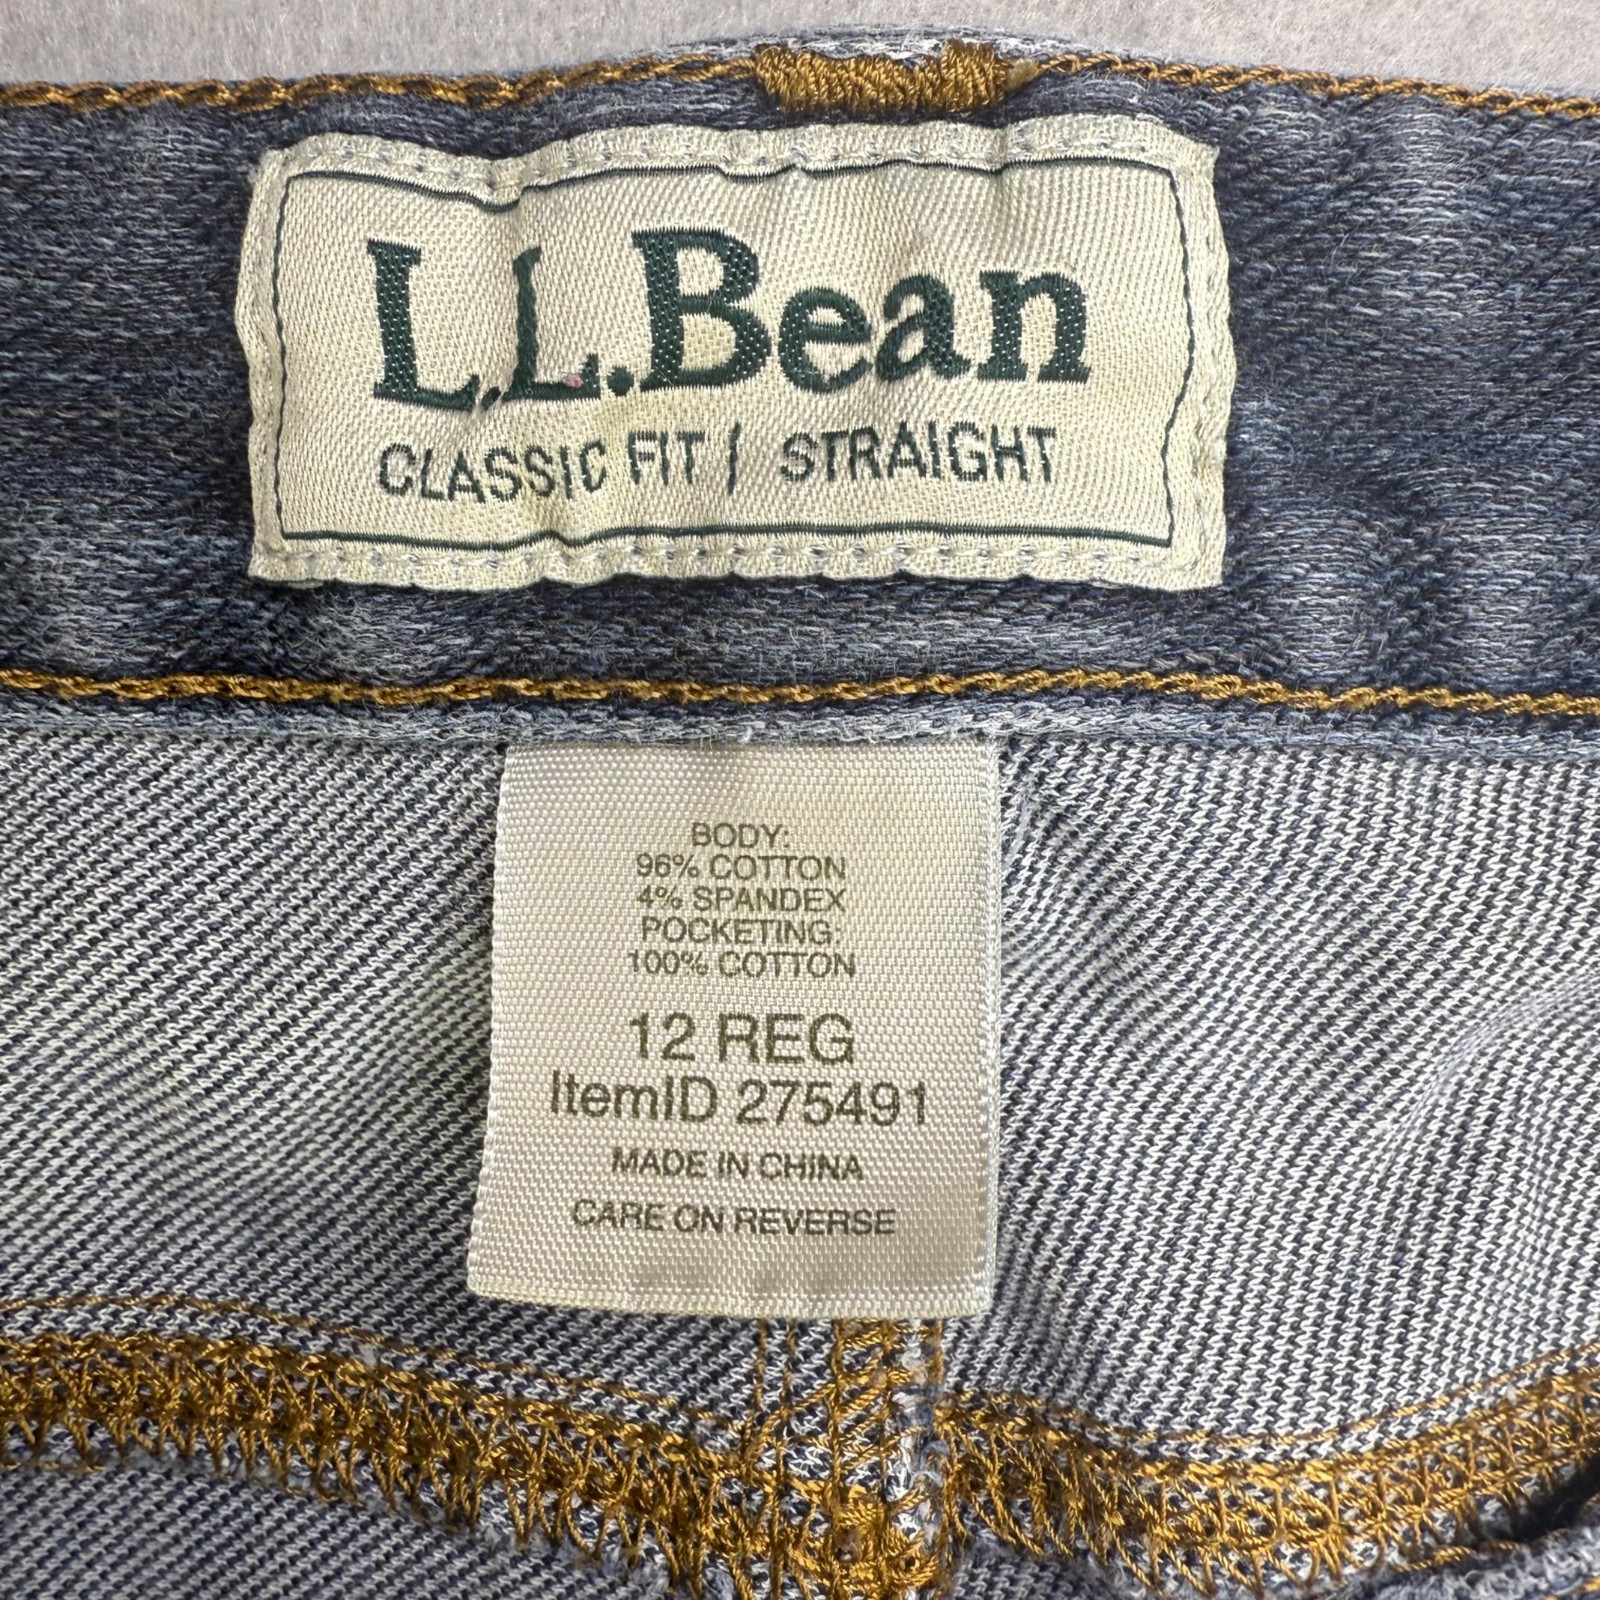 L.L.Bean
CLASSIC FIT | STRAIGHT
BODY:
96% COTTON
4% SPANDEX
POCKETING:
100% COTTON
12 REG
ItemID 275491
MADE IN CHINA
CARE ON REVERSE